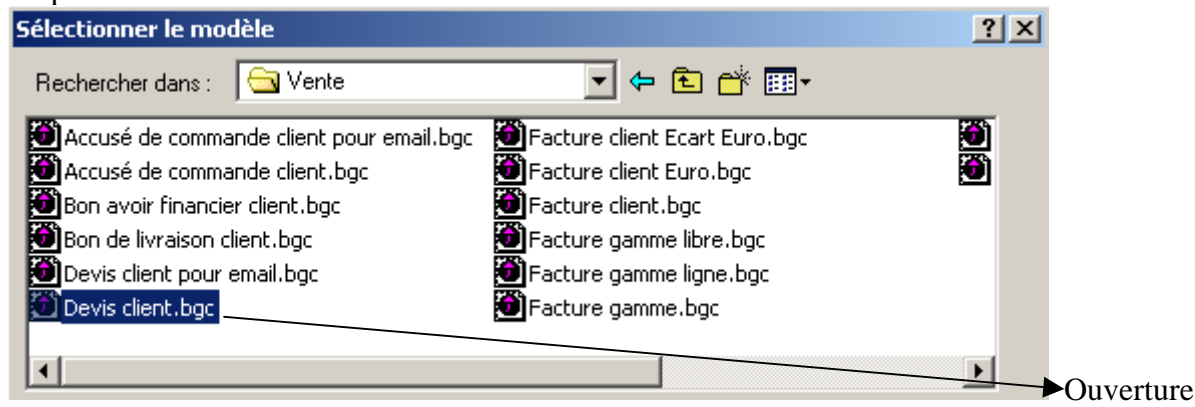 Sélectionner le modèle
Rechercher dans : Vente
Accusé de commande client pour email.bgc
Accusé de commande client.bgc
Bon avoir financier client.bgc
Bon de livraison client.bgc
Devis client pour email.bgc
Devis client.bgc
Facture client Ecart Euro.bgc
Facture client Euro.bgc
Facture client.bgc
Facture gamme libre.bgc
Facture gamme ligne.bgc
Facture gamme.bgc
Ouverture